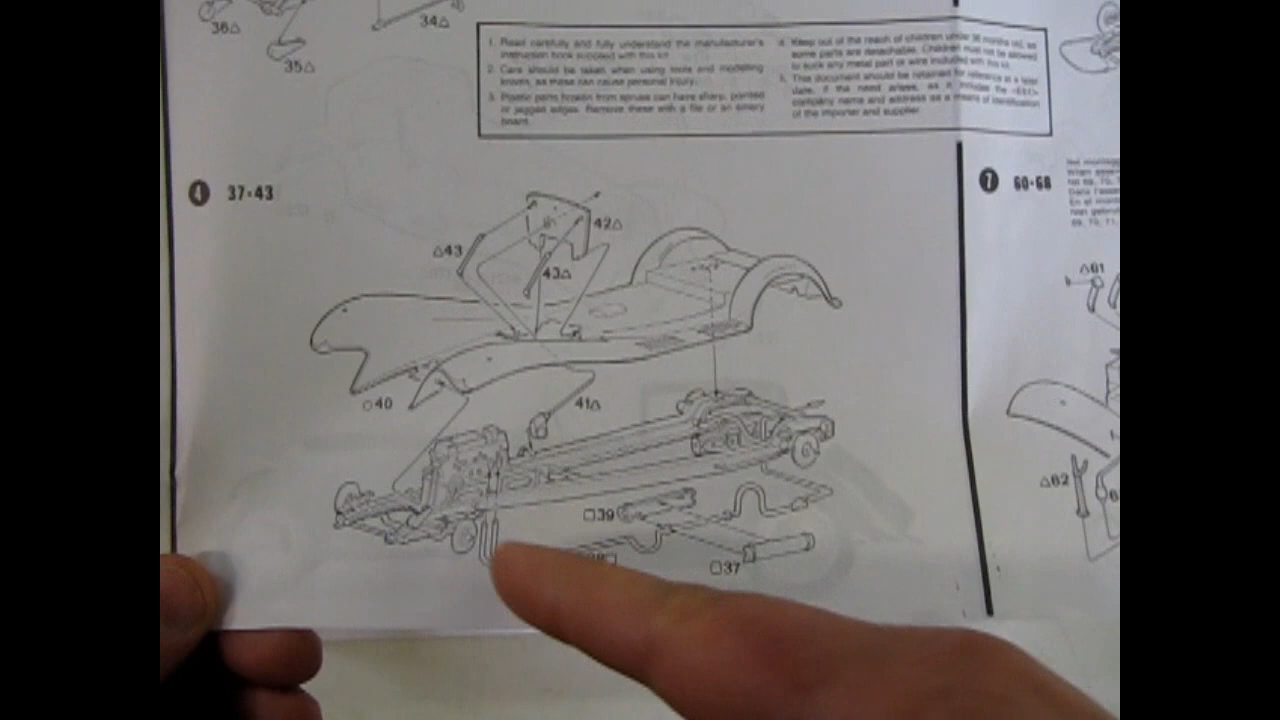 36△
35△
34△
1. Read carefully and fully understand the manufacturer's
instruction book supplied with this kit
2. Care should be taken when using tools and modelling
knives, as these can cause personal injury.
3. Plastic parts broken from sprues can have sharp, pointed
or jagged edges. Remove these with a file or an emery
board.
4. Keep out of the reach of children under 36 months old, as
some parts are detachable. Children must not be allowed
to suck any metal part or wire included with this kit
5. This document should be retained for reference at a later
date, if the need arises, as it includes the
company name and address as a means of identification
of the importer and supplier.
4 37-43
42△
△43
43△
○40
41△
□39
□37
7 60-68
△61
△62